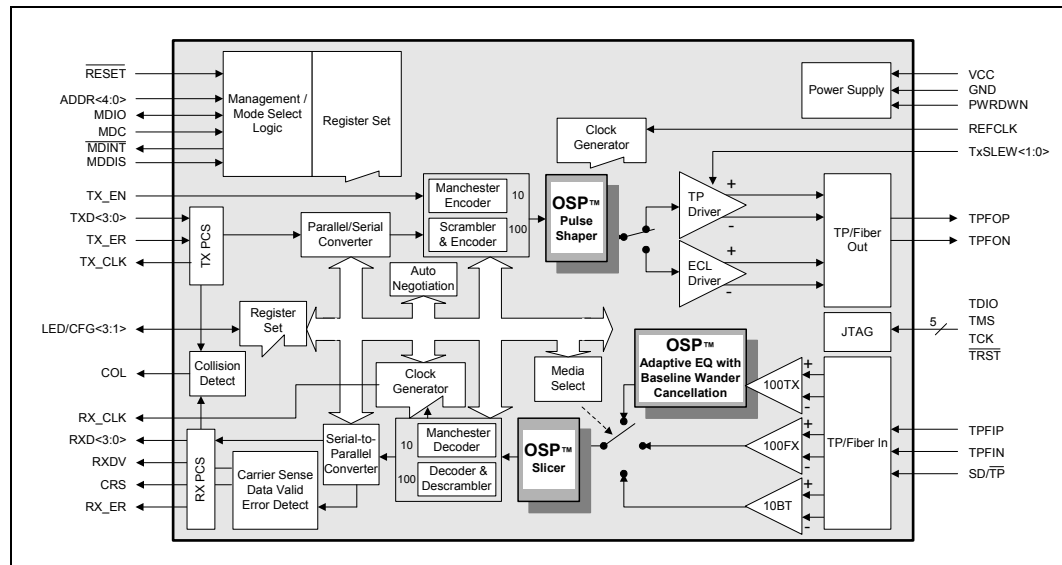 RESET
ADDR<4:0>
MDIO
MDC
MDINT
MDDIS
TX_EN
TXD<3:0>
TX_ER
TX_CLK
LED/CFG<3:1>
COL
RX_CLK
RXD<3:0>
RXDV
CRS
RX_ER
Management /
Mode Select
Logic
Register Set
TX PCS
Parallel/Serial
Converter
Manchester
Encoder
10
Scrambler
& Encoder
100
OSP™
Pulse
Shaper
Clock
Generator
TP
Driver
+
-
ECL
Driver
+
-
TP/Fiber
Out
Power Supply
VCC
GND
PWRDWN
REFCLK
TxSLEW<1:0>
TPFOP
TPFON
Auto
Negotiation
Register
Set
Collision
Detect
Clock
Generator
Media
Select
OSP™
Adaptive EQ with
Baseline Wander
Cancellation
JTAG
5
TDIO
TMS
TCK
TRST
100TX
+
-
100FX
+
-
10BT
+
-
TP/Fiber In
TPFIP
TPFIN
SD/TP
RX PCS
Carrier Sense
Data Valid
Error Detect
Serial-to-
Parallel
Converter
10
Manchester
Decoder
100
Decoder &
Descrambler
OSP™
Slicer